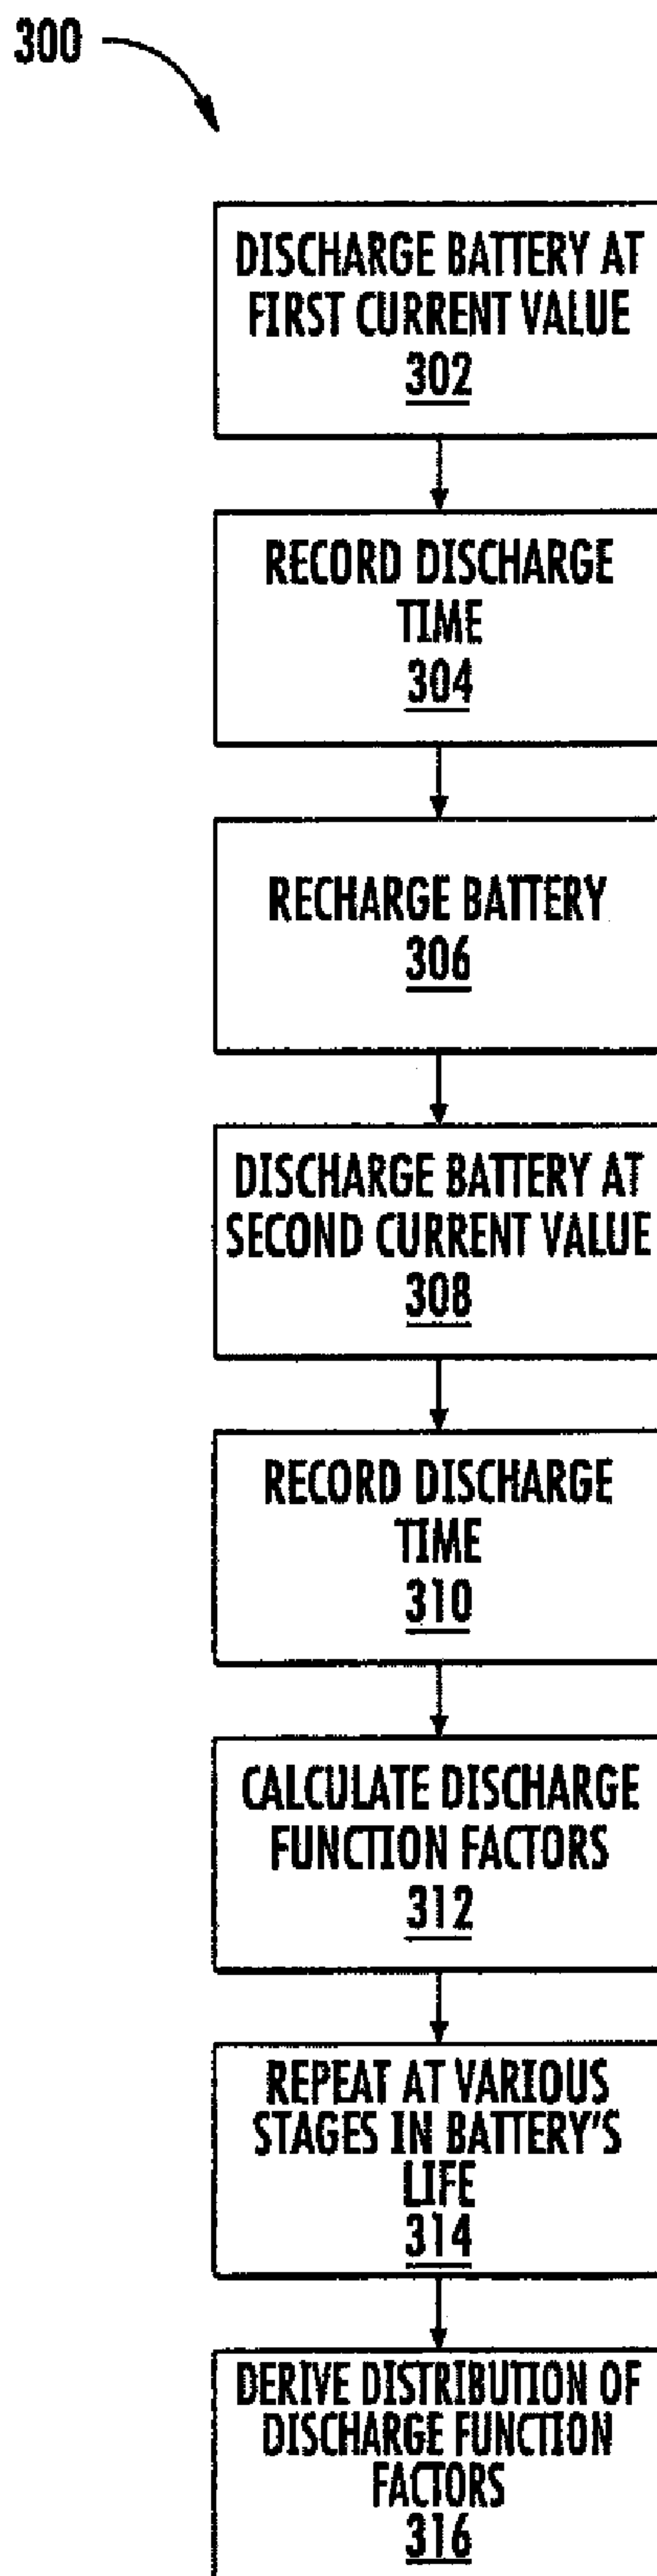 300
DISCHARGE BATTERY AT
FIRST CURRENT VALUE
302
RECORD DISCHARGE
TIME
304
RECHARGE BATTERY
306
DISCHARGE BATTERY AT
SECOND CURRENT VALUE
308
RECORD DISCHARGE
TIME
310
CALCULATE DISCHARGE
FUNCTION FACTORS
312
REPEAT AT VARIOUS
STAGES IN BATTERY'S
LIFE
314
DERIVE DISTRIBUTION OF
DISCHARGE FUNCTION
FACTORS
316